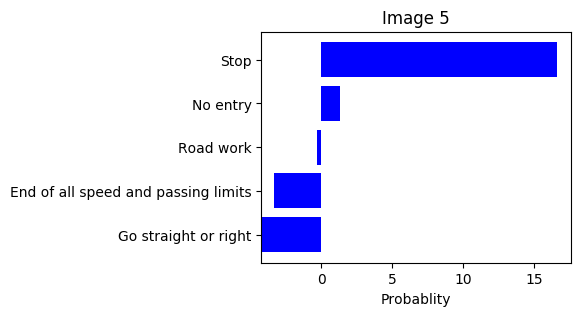 Image 5
Stop
No entry
Road work
End of all speed and passing limits
Go straight or right
0 5 10 15
Probablity